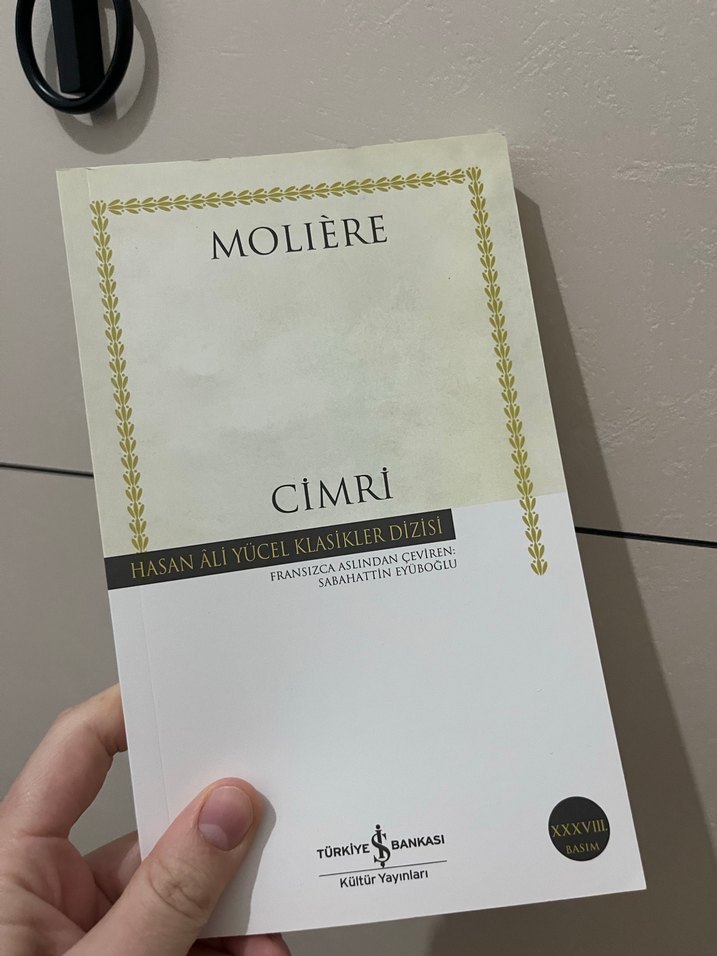 MOLIÈRE
CİMRİ
HASAN ÂLİ YÜCEL KLASİKLER DİZİSİ
FRANSIZCA ASLINDAN ÇEVİREN:
SABAHATTİN EYÜBOĞLU
XXXVIII.
BASIM
TÜRKİYE İŞ BANKASI
Kültür Yayınları